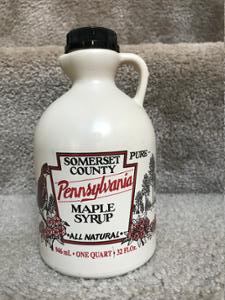 SOMERSET
COUNTY
PURE
Pennsylvania
MAPLE
SYRUP
• ALL NATURAL •
946 mL. • ONE QUART • 32 FL.Oz.